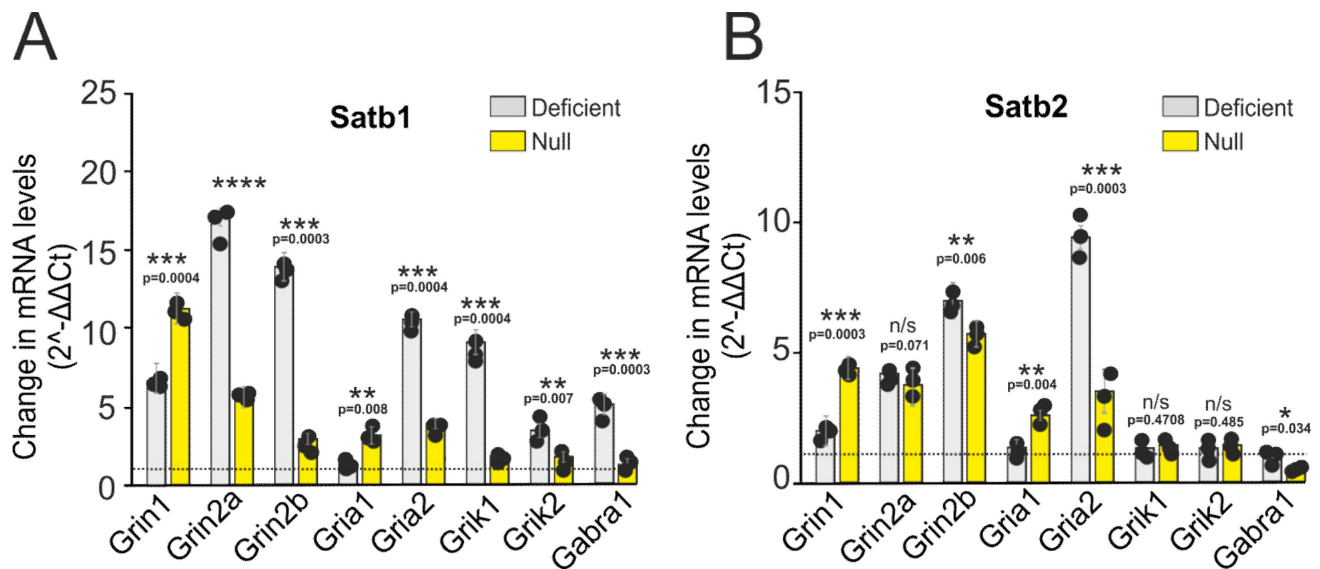 A
Satb1
Deficient
Null
Change in mRNA levels
(2^-ΔΔCt)
25
20
15
10
5
0
***
p=0.0004
****
***
p=0.0003
**
p=0.008
***
p=0.0004
***
p=0.0004
**
p=0.007
***
p=0.0003
Grin1
Grin2a
Grin2b
Gria1
Gria2
Grik1
Grik2
Gabra1
B
Satb2
Deficient
Null
Change in mRNA levels
(2^-ΔΔCt)
15
10
5
0
***
p=0.0003
n/s
p=0.071
**
p=0.006
**
p=0.004
***
p=0.0003
n/s
p=0.4708
n/s
p=0.485
*
p=0.034
Grin1
Grin2a
Grin2b
Gria1
Gria2
Grik1
Grik2
Gabra1